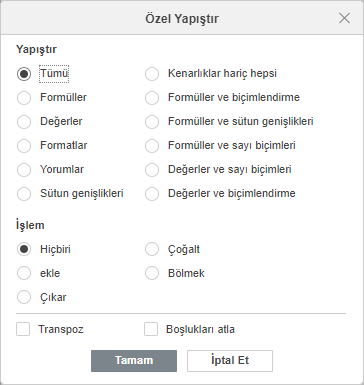 Özel Yapıştır
Yapıştır
Tümü
Kenarlıklar hariç hepsi
Formüller
Formüller ve biçimlendirme
Değerler
Formüller ve sütun genişlikleri
Formatlar
Formüller ve sayı biçimleri
Yorumlar
Değerler ve sayı biçimleri
Sütun genişlikleri
Değerler ve biçimlendirme
İşlem
Hiçbiri
Çoğalt
ekle
Bölmek
Çıkar
Transpoz
Boşlukları atla
Tamam
İptal Et